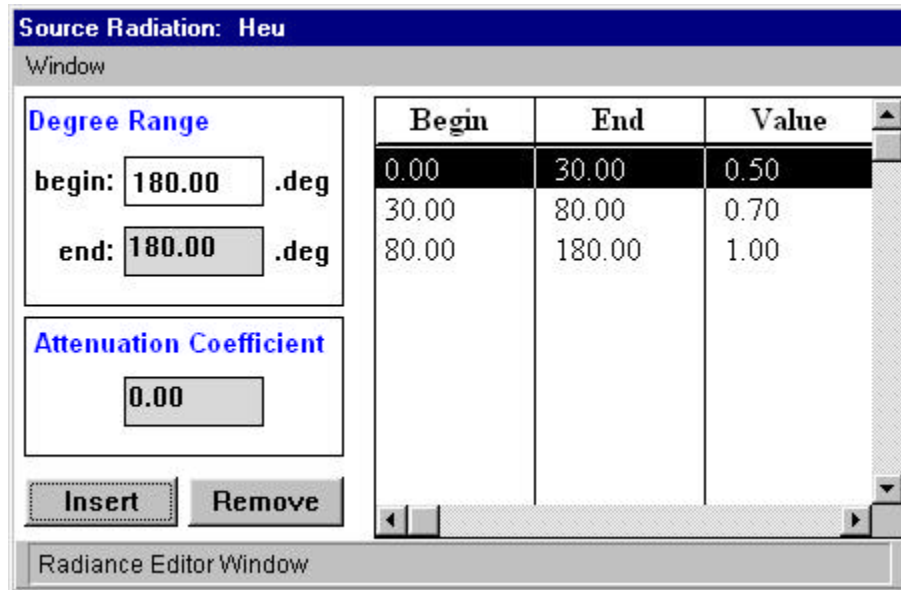 Source Radiation: Heu
Window
Degree Range
begin: 180.00 .deg
end: 180.00 .deg
Attenuation Coefficient
0.00
Insert Remove
Begin End Value
0.00 30.00 0.50
30.00 80.00 0.70
80.00 180.00 1.00
Radiance Editor Window